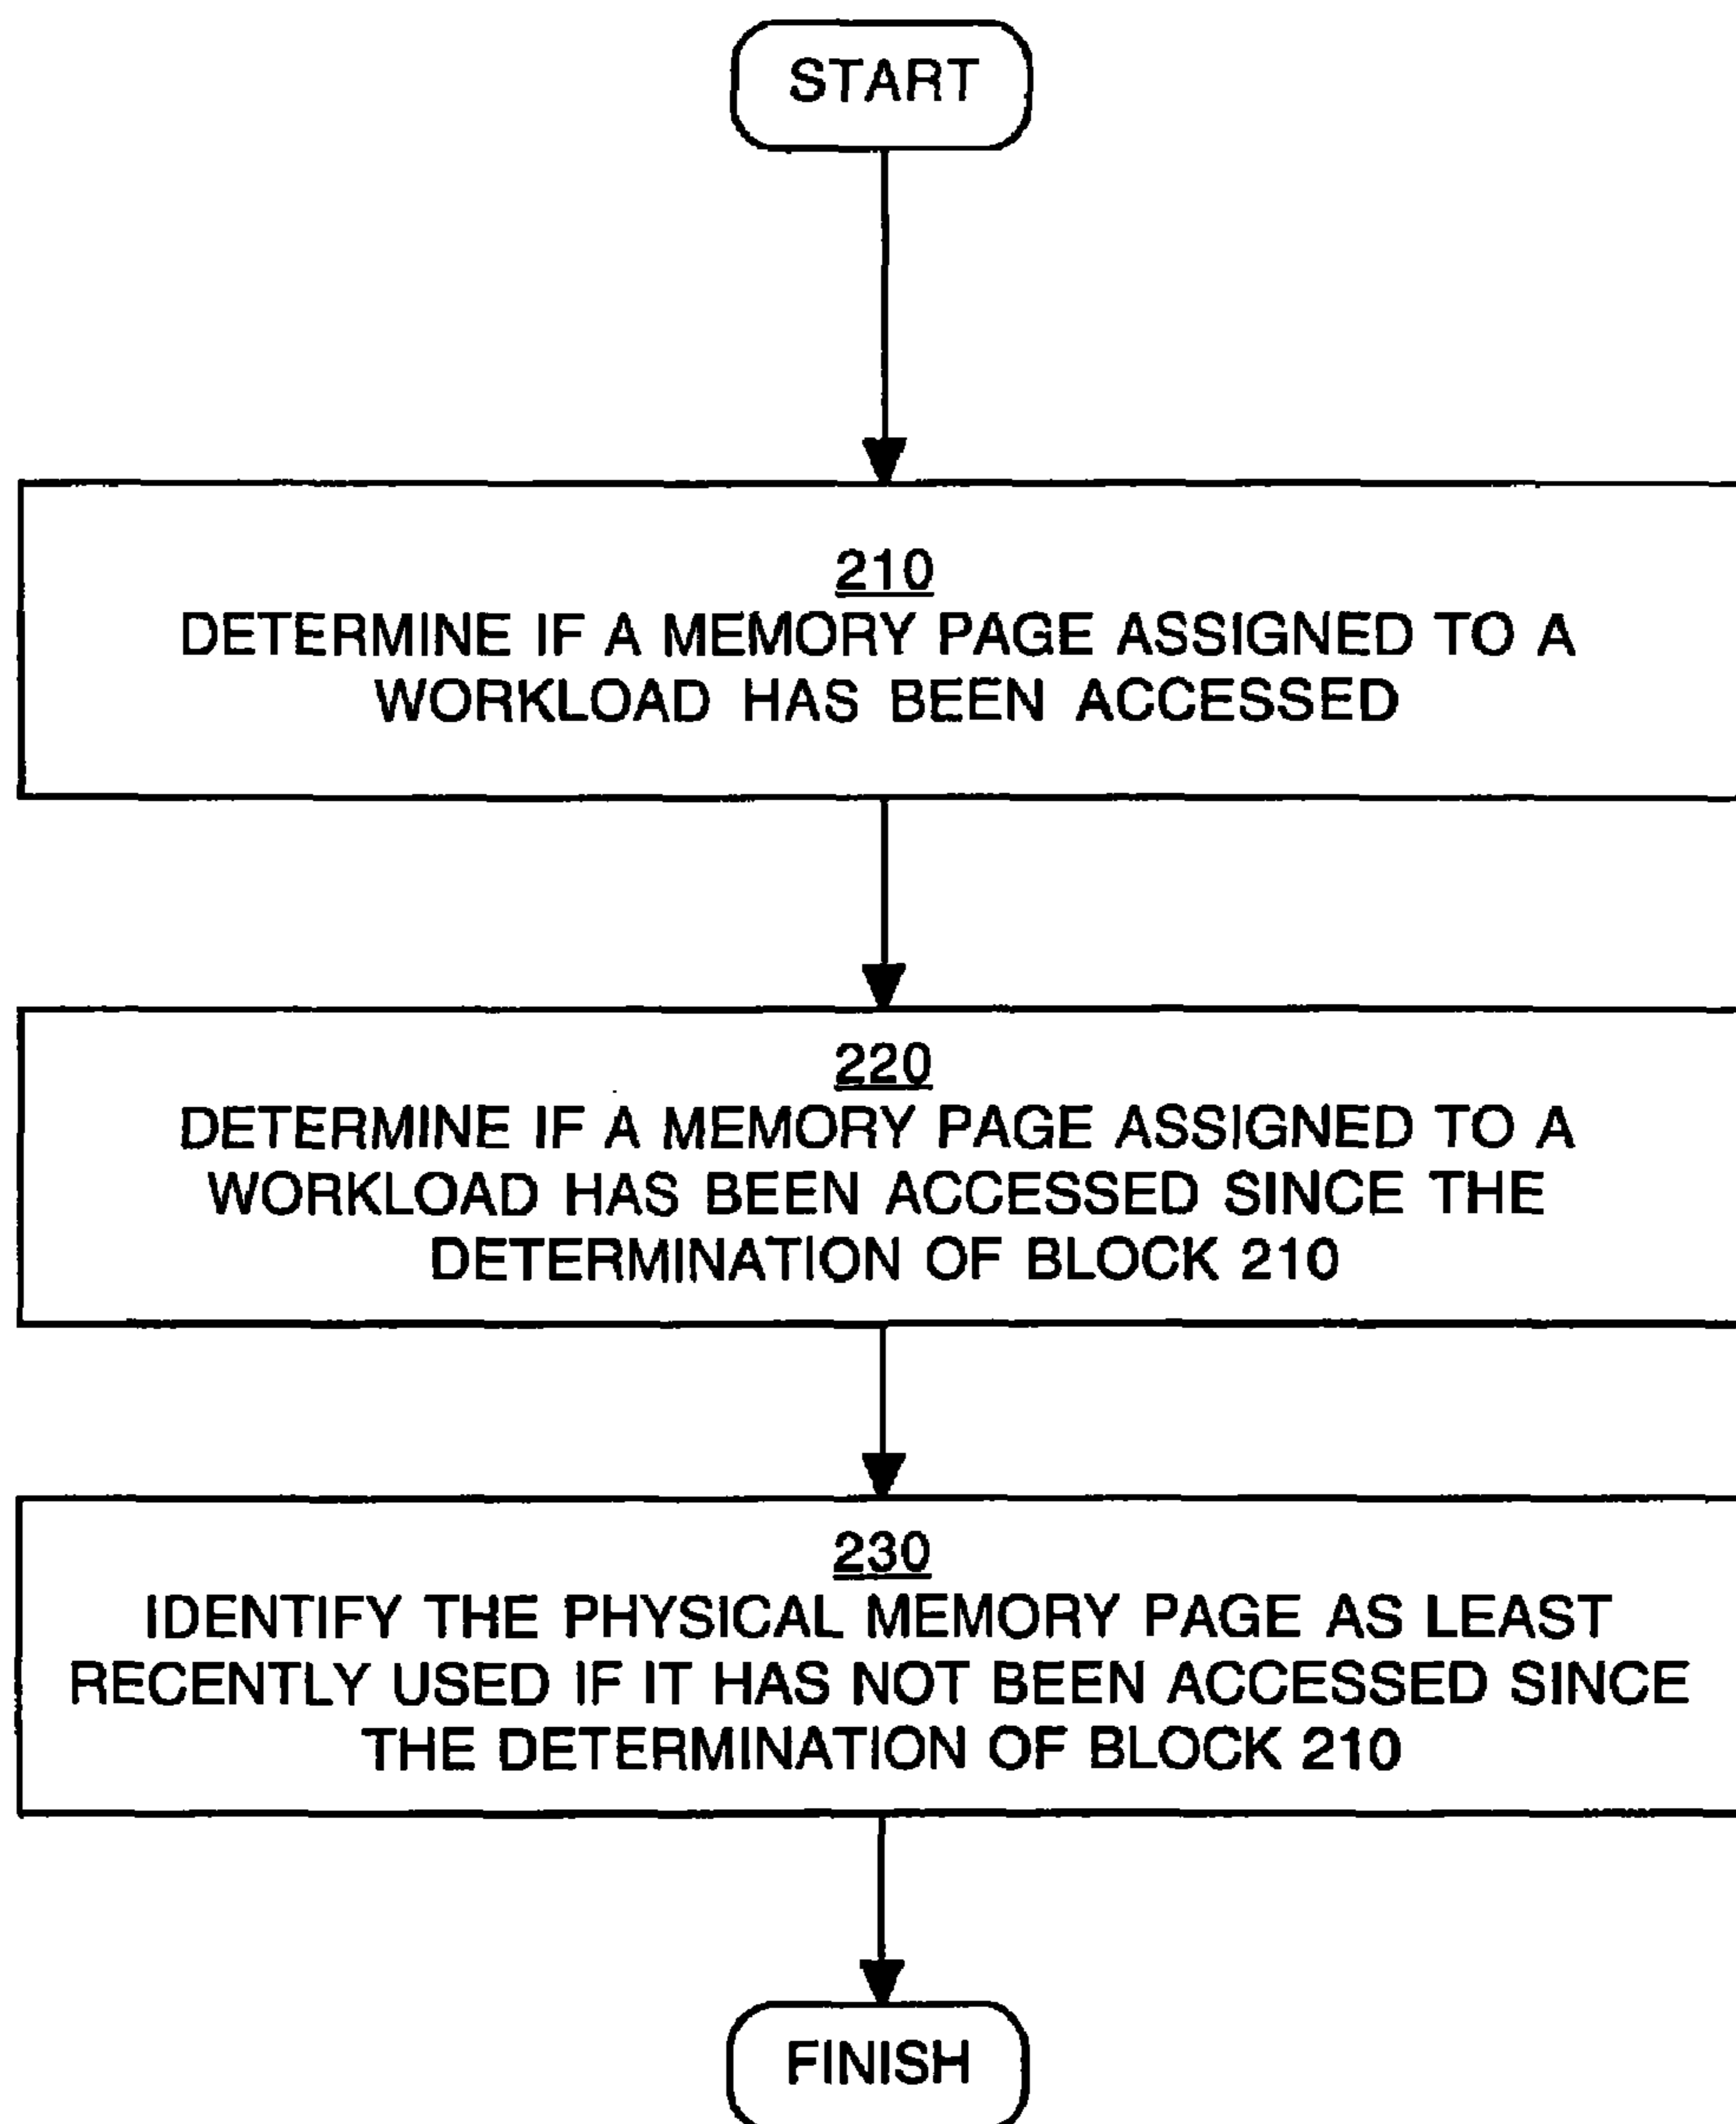 START
210
DETERMINE IF A MEMORY PAGE ASSIGNED TO A
WORKLOAD HAS BEEN ACCESSED
220
DETERMINE IF A MEMORY PAGE ASSIGNED TO A
WORKLOAD HAS BEEN ACCESSED SINCE THE
DETERMINATION OF BLOCK 210
230
IDENTIFY THE PHYSICAL MEMORY PAGE AS LEAST
RECENTLY USED IF IT HAS NOT BEEN ACCESSED SINCE
THE DETERMINATION OF BLOCK 210
FINISH